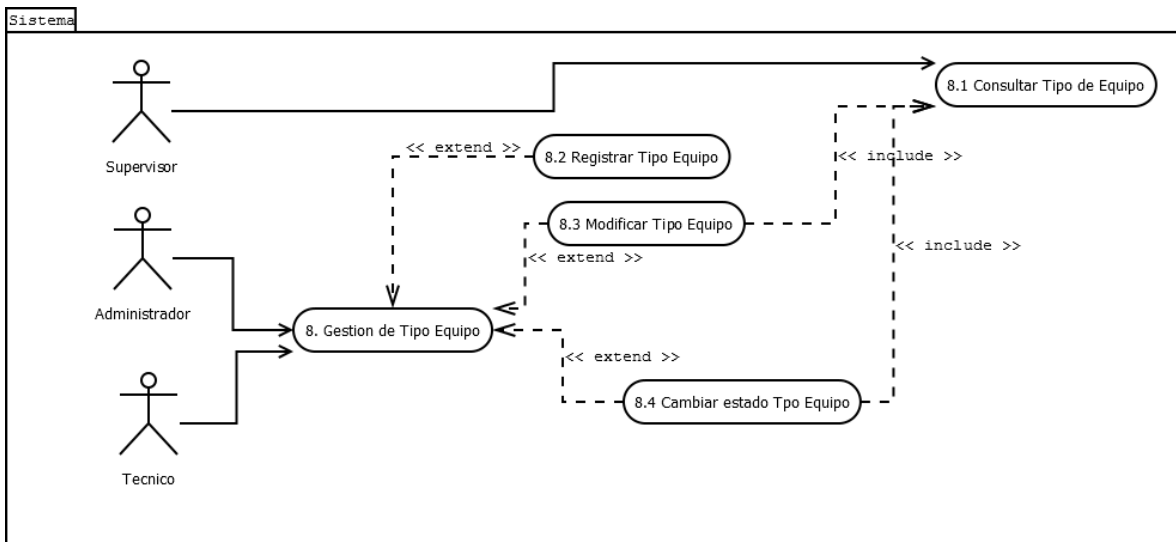 Sistema
8.1 Consultar Tipo de Equipo
<< extend >>
8.2 Registrar Tipo Equipo
<< include >>
Supervisor
8.3 Modificar Tipo Equipo
<< include >>
<< extend >>
Administrador
8. Gestion de Tipo Equipo
<< extend >>
8.4 Cambiar estado Tpo Equipo
Tecnico